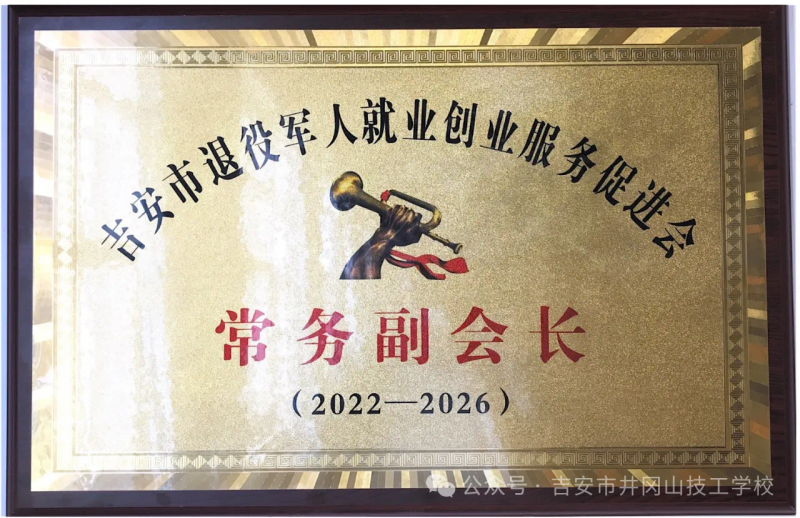 吉安市退役军人就业创业服务促进会
常务副会长
（2022—2026）
公众号 · 吉安市井冈山技工学校